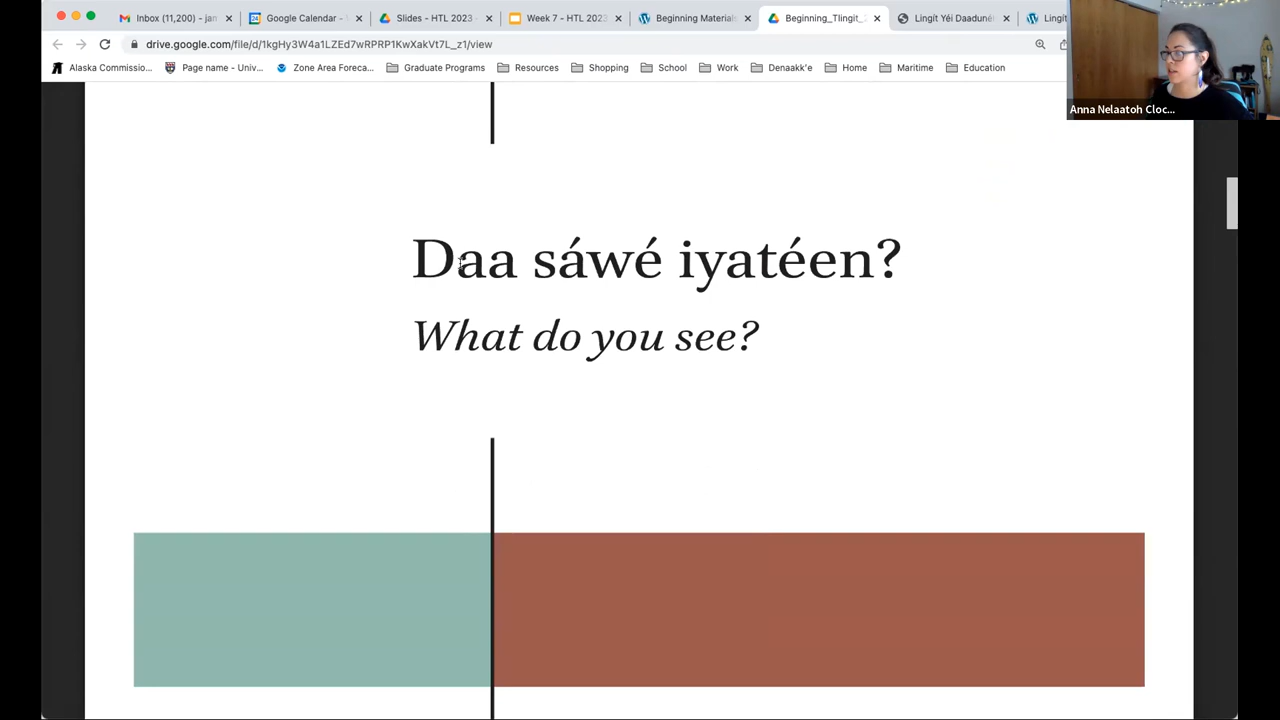 Inbox (11,200) - jan
Google Calendar -
Slides - HTL 2023 -
Week 7 - HTL 2023
Beginning Materials
Beginning_Tlingit_
Lingít Yéi Daaduné
Lingít
drive.google.com/file/d/1kgHy3W4a1LZEd7wRPRP1KwXakVt7L_z1/view
Alaska Commissio...
Page name - Univ...
Zone Area Foreca...
Graduate Programs
Resources
Shopping
School
Work
Denaakk'e
Home
Maritime
Education
Anna Nelaatoh Cloc...
Daa sáwé iyatéen?
What do you see?